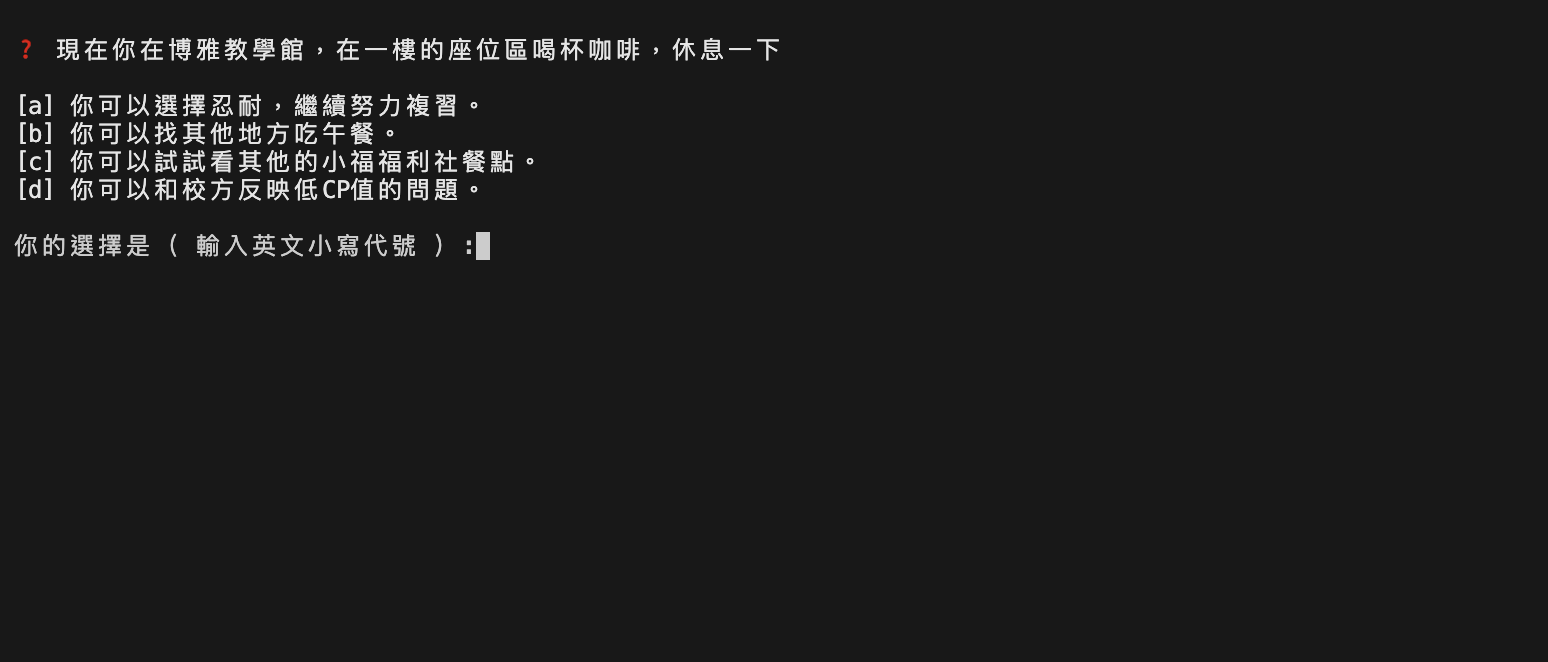 ? 現在你在博雅教學館，在一樓的座位區喝杯咖啡，休息一下
[a] 你可以選擇忍耐，繼續努力複習。
[b] 你可以找其他地方吃午餐。
[c] 你可以試試看其他的小福福利社餐點。
[d] 你可以和校方反映低CP值的問題。
你的選擇是 ( 輸入英文小寫代號 ) :